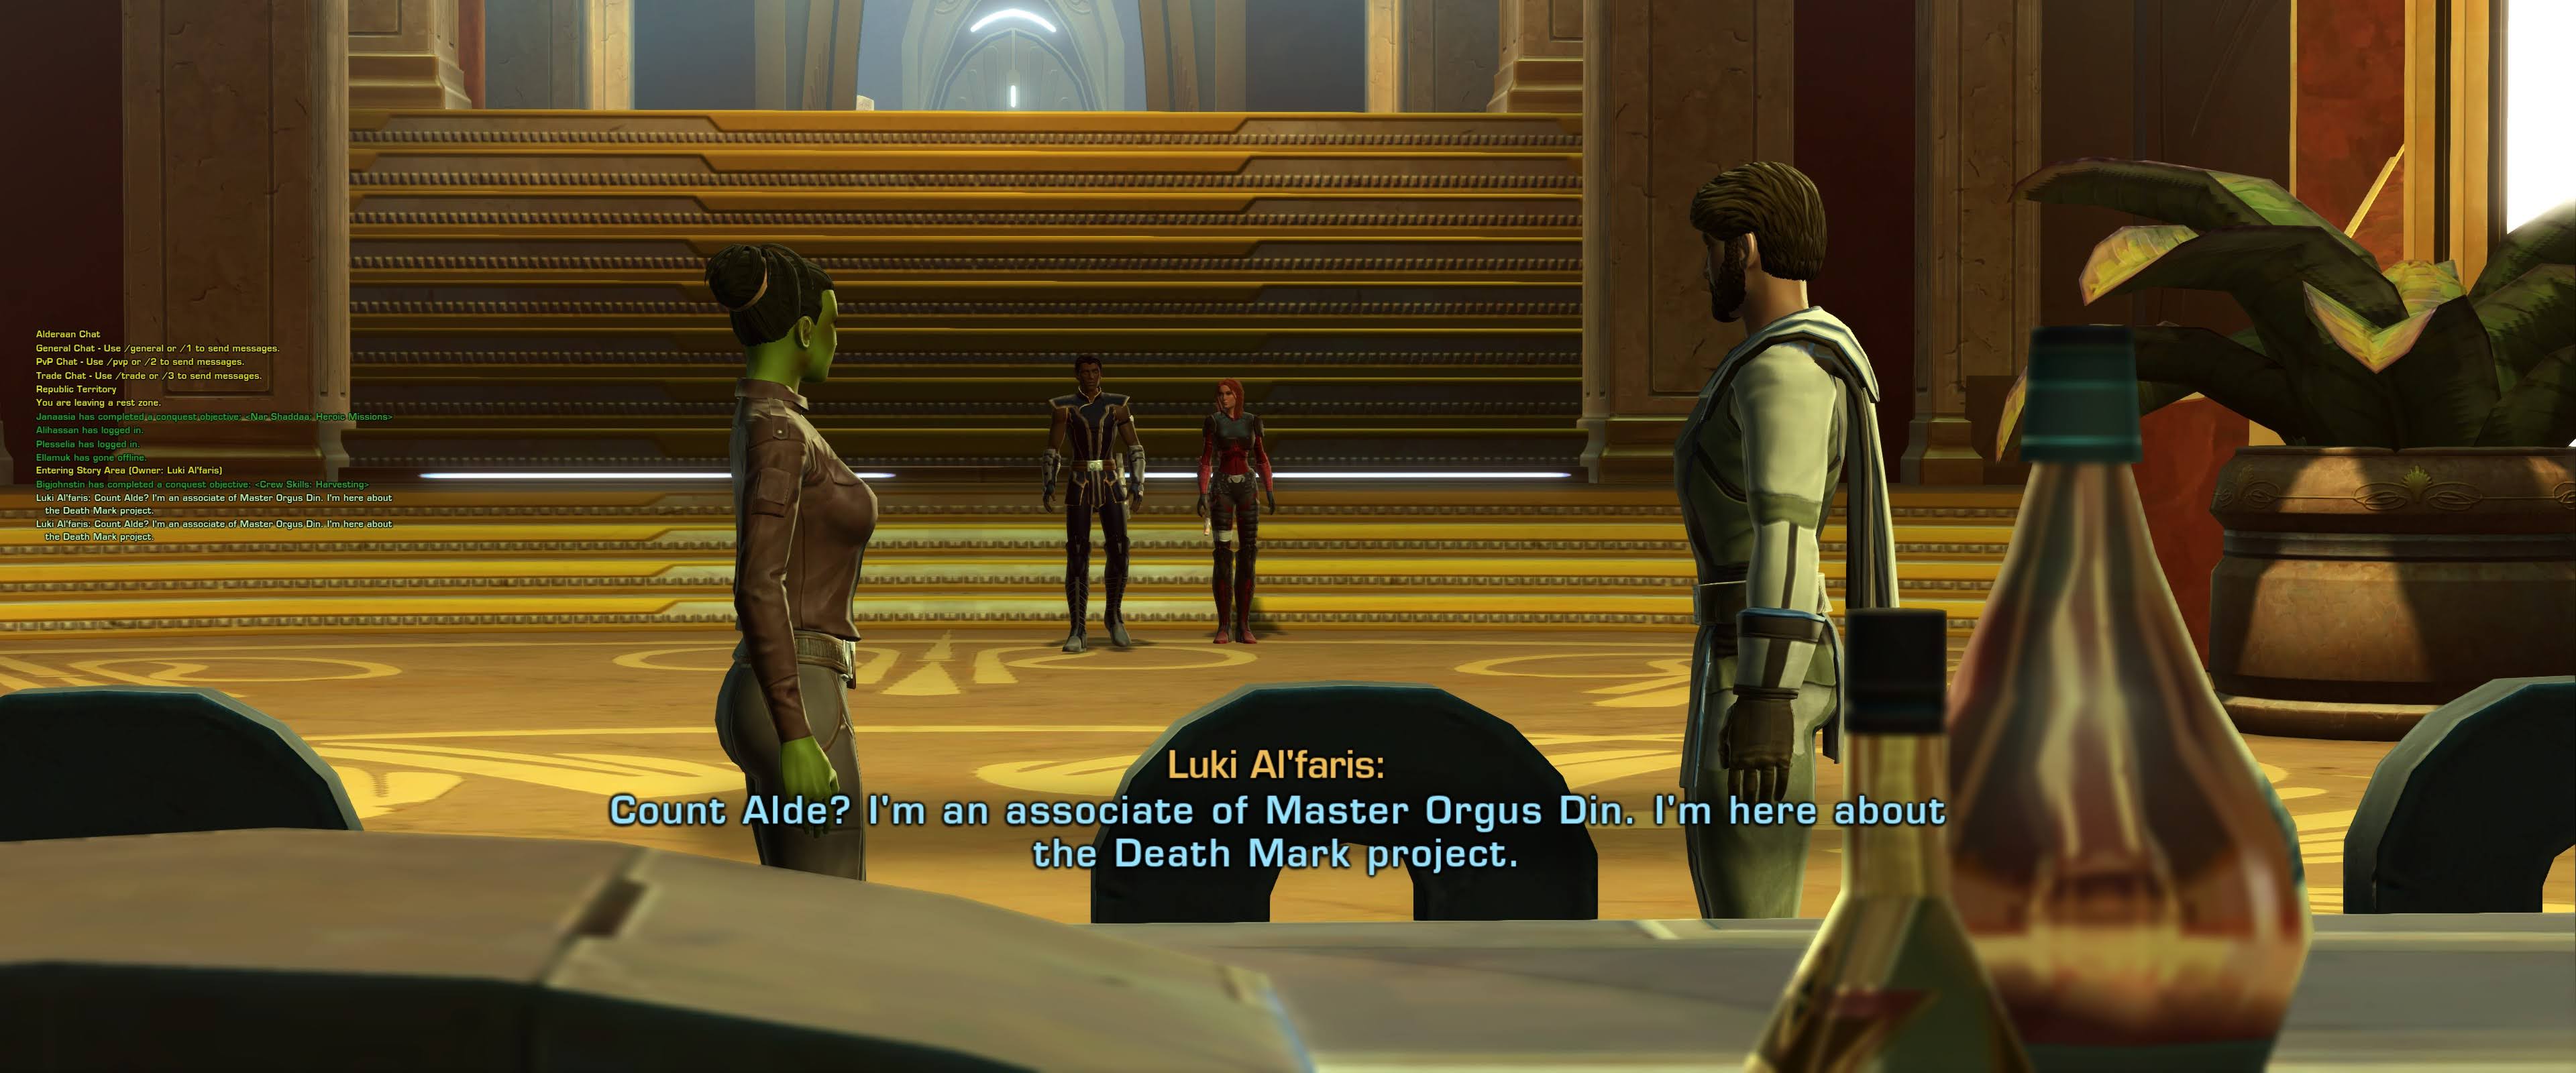 Alderaan Chat
General Chat - Use /general or /1 to send messages.
PvP Chat - Use /pvp or /2 to send messages.
Trade Chat - Use /trade or /3 to send messages.
Republic Territory
You are leaving a rest zone.
Janaasia has completed a conquest objective: <Nar Shaddaa: Heroic Missions>
Alihassan has logged in.
Plesselia has logged in.
Ellamuk has gone offline.
Entering Story Area (Owner: Luki Al'faris)
Bigjohnstin has completed a conquest objective: <Crew Skills: Harvesting>
Luki Al'faris: Count Alde? I'm an associate of Master Orgus Din. I'm here about
the Death Mark project.
Luki Al'faris: Count Alde? I'm an associate of Master Orgus Din. I'm here about
the Death Mark project.
Luki Al'faris:
Count Alde? I'm an associate of Master Orgus Din. I'm here about
the Death Mark project.